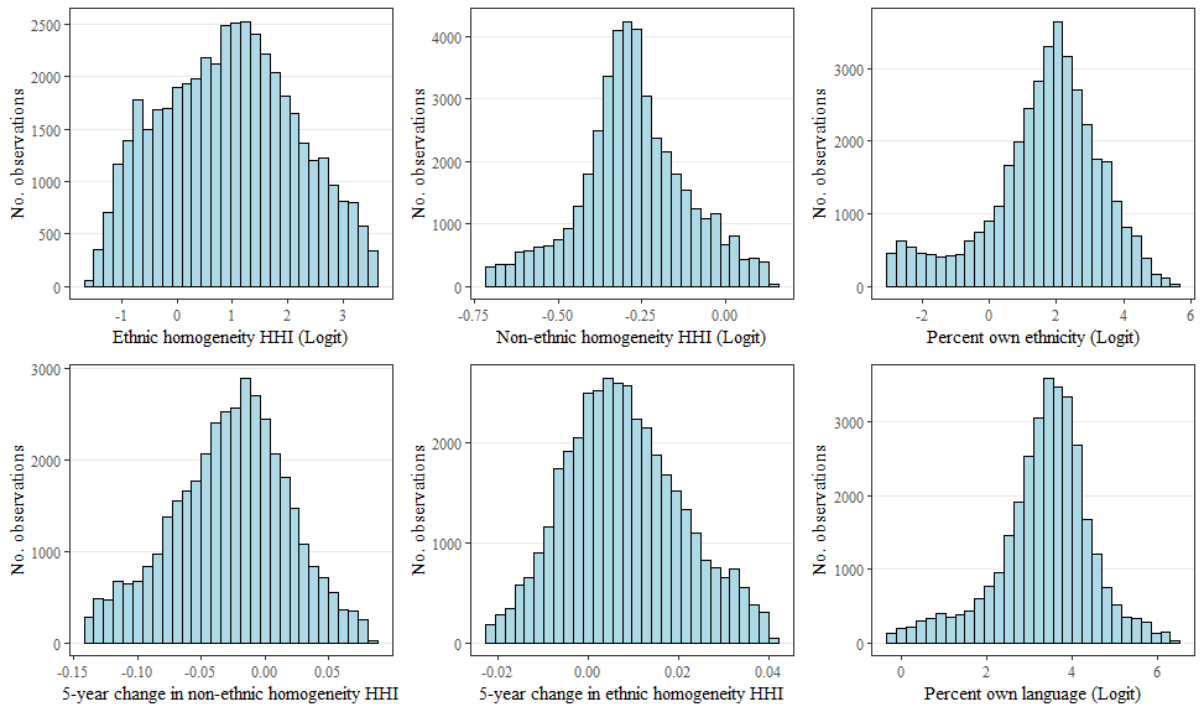 No. observations
2500
2000
1500
1000
500
0
-1 0 1 2 3
Ethnic homogeneity HHI (Logit)
No. observations
4000
3000
2000
1000
0
-0.75 -0.50 -0.25 0.00
Non-ethnic homogeneity HHI (Logit)
No. observations
3000
2000
1000
0
-2 0 2 4 6
Percent own ethnicity (Logit)
No. observations
3000
2000
1000
0
-0.15 -0.10 -0.05 0.00
5-year change in non-ethnic homogeneity HHI
No. observations
2000
1000
0
-0.02 0.00 0.02 0.04
5-year change in ethnic homogeneity HHI
No. observations
3000
2000
1000
0
0 2 4 6
Percent own language (Logit)